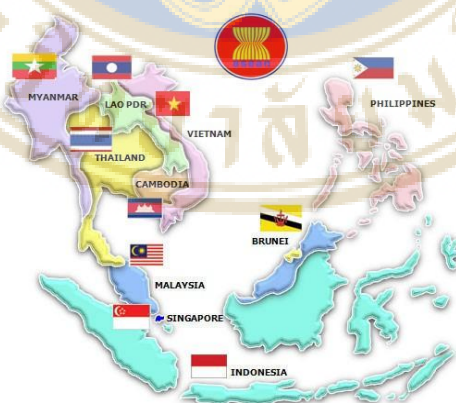 MYANMAR
LAO PDR
VIETNAM
PHILIPPINES
THAILAND
CAMBODIA
BRUNEI
MALAYSIA
SINGAPORE
INDONESIA